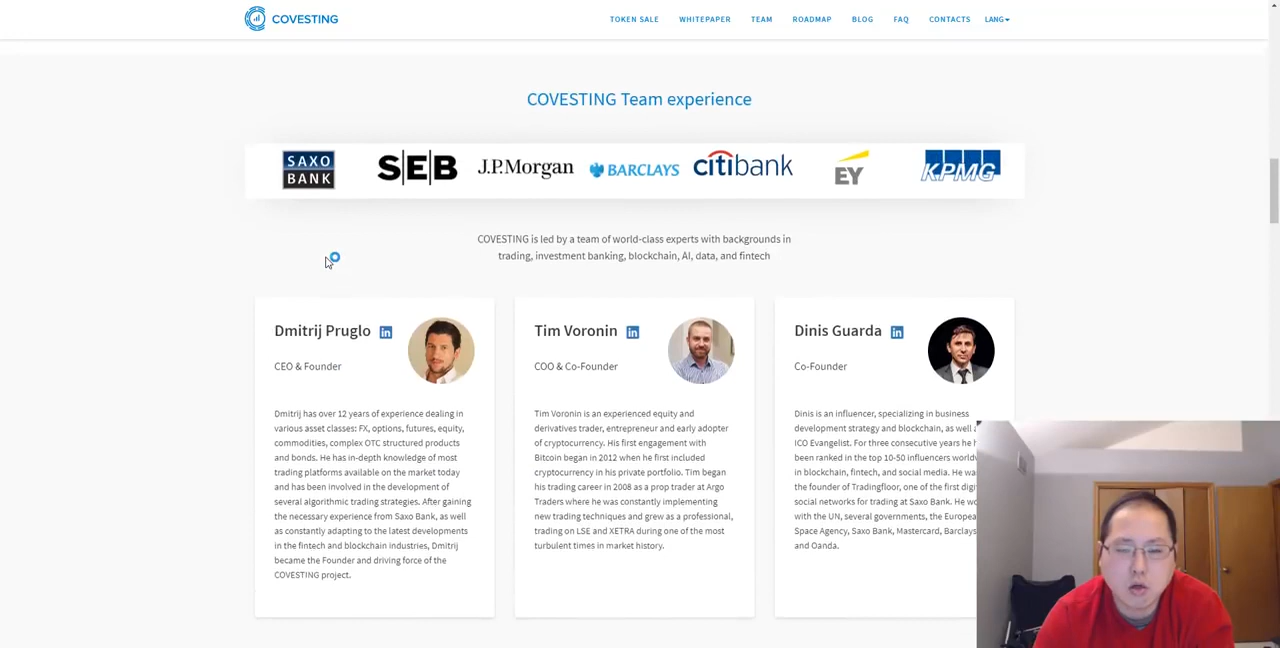 COVESTING
TOKEN SALE WHITEPAPER TEAM ROADMAP BLOG FAQ CONTACTS LANG
COVESTING Team experience
SAXO
BANK
S|E|B
J.P.Morgan
BARCLAYS
citibank
EY
KPMG
COVESTING is led by a team of world-class experts with backgrounds in
trading, investment banking, blockchain, AI, data, and fintech
Dmitrij Pruglo in
CEO & Founder
Dmitrij has over 12 years of experience dealing in
various asset classes: FX, options, futures, equity,
commodities, complex OTC structured products
and bonds. He has in-depth knowledge of most
trading platforms available on the market today
and has been involved in the development of
several algorithmic trading strategies. After gaining
the necessary experience from Saxo Bank, as well
as constantly adapting to the latest developments
in the fintech and blockchain industries, Dmitrij
became the Founder and driving force of the
COVESTING project.
Tim Voronin in
COO & Co-Founder
Tim Voronin is an experienced equity and
derivatives trader, entrepreneur and early adopter
of cryptocurrency. His first engagement with
Bitcoin began in 2012 when he first included
cryptocurrency in his private portfolio. Tim began
his trading career in 2008 as a prop trader at Argo
Traders where he was constantly implementing
new trading techniques and grew as a professional,
trading on LSE and XETRA during one of the most
turbulent times in market history.
Dinis Guarda in
Co-Founder
Dinis is an influencer, specializing in business
development strategy and blockchain, as well
ICO Evangelist. For three consecutive years he
been ranked in the top 10-50 influencers
in blockchain, fintech, and social media. He
the founder of Tradingfloor, one of the first
social networks for trading at Saxo Bank. He
with the UN, several governments, the
Space Agency, Saxo Bank, Mastercard, Barclays
and Oanda.